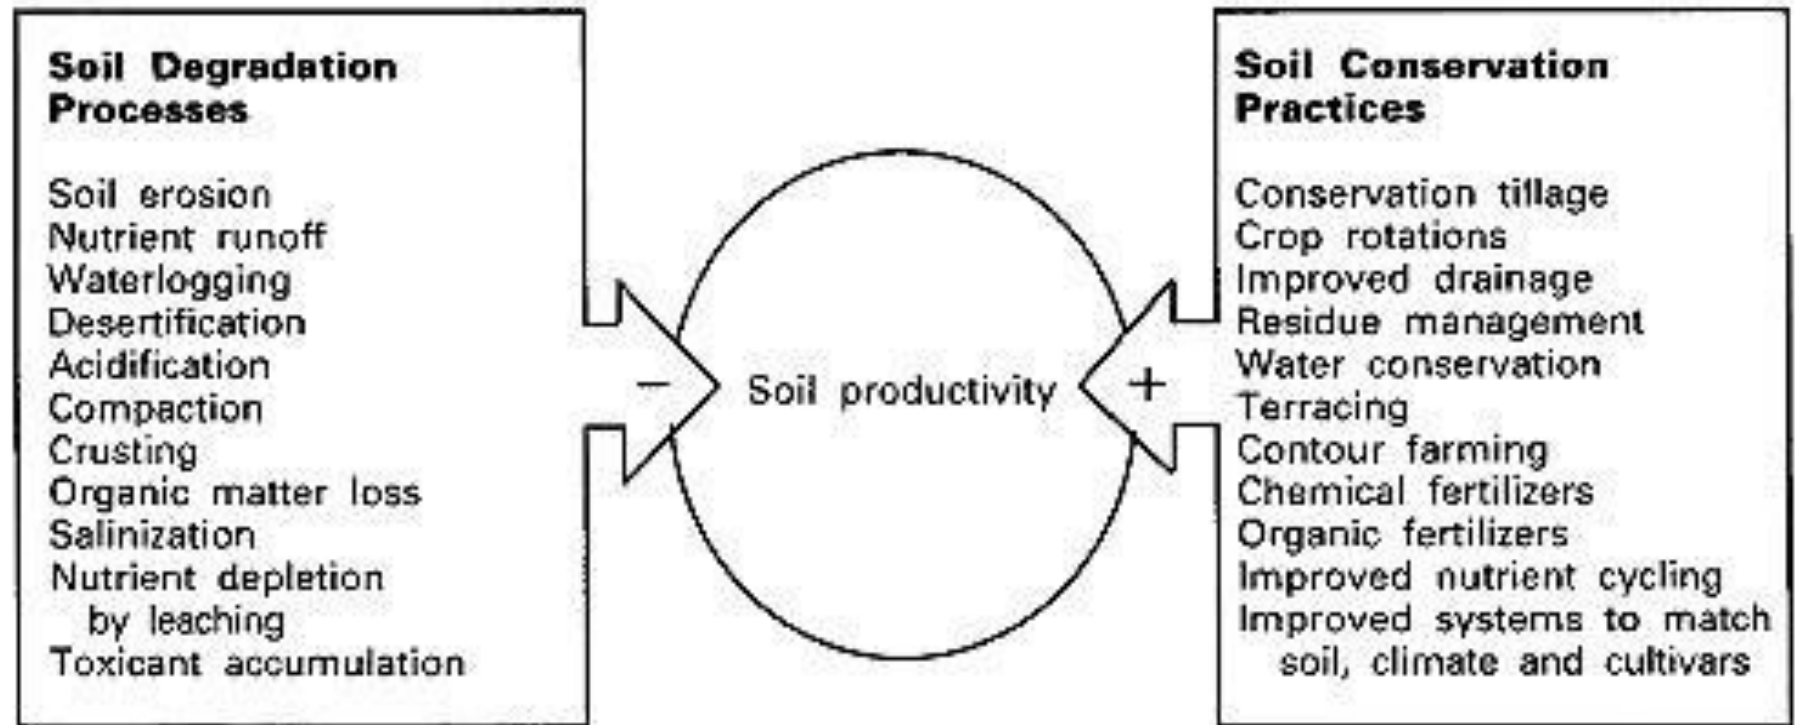 Soil Degradation
Processes
Soil erosion
Nutrient runoff
Waterlogging
Desertification
Acidification
Compaction
Crusting
Organic matter loss
Salinization
Nutrient depletion
by leaching
Toxicant accumulation
−
Soil productivity
+
Soil Conservation
Practices
Conservation tillage
Crop rotations
Improved drainage
Residue management
Water conservation
Terracing
Contour farming
Chemical fertilizers
Organic fertilizers
Improved nutrient cycling
Improved systems to match
soil, climate and cultivars